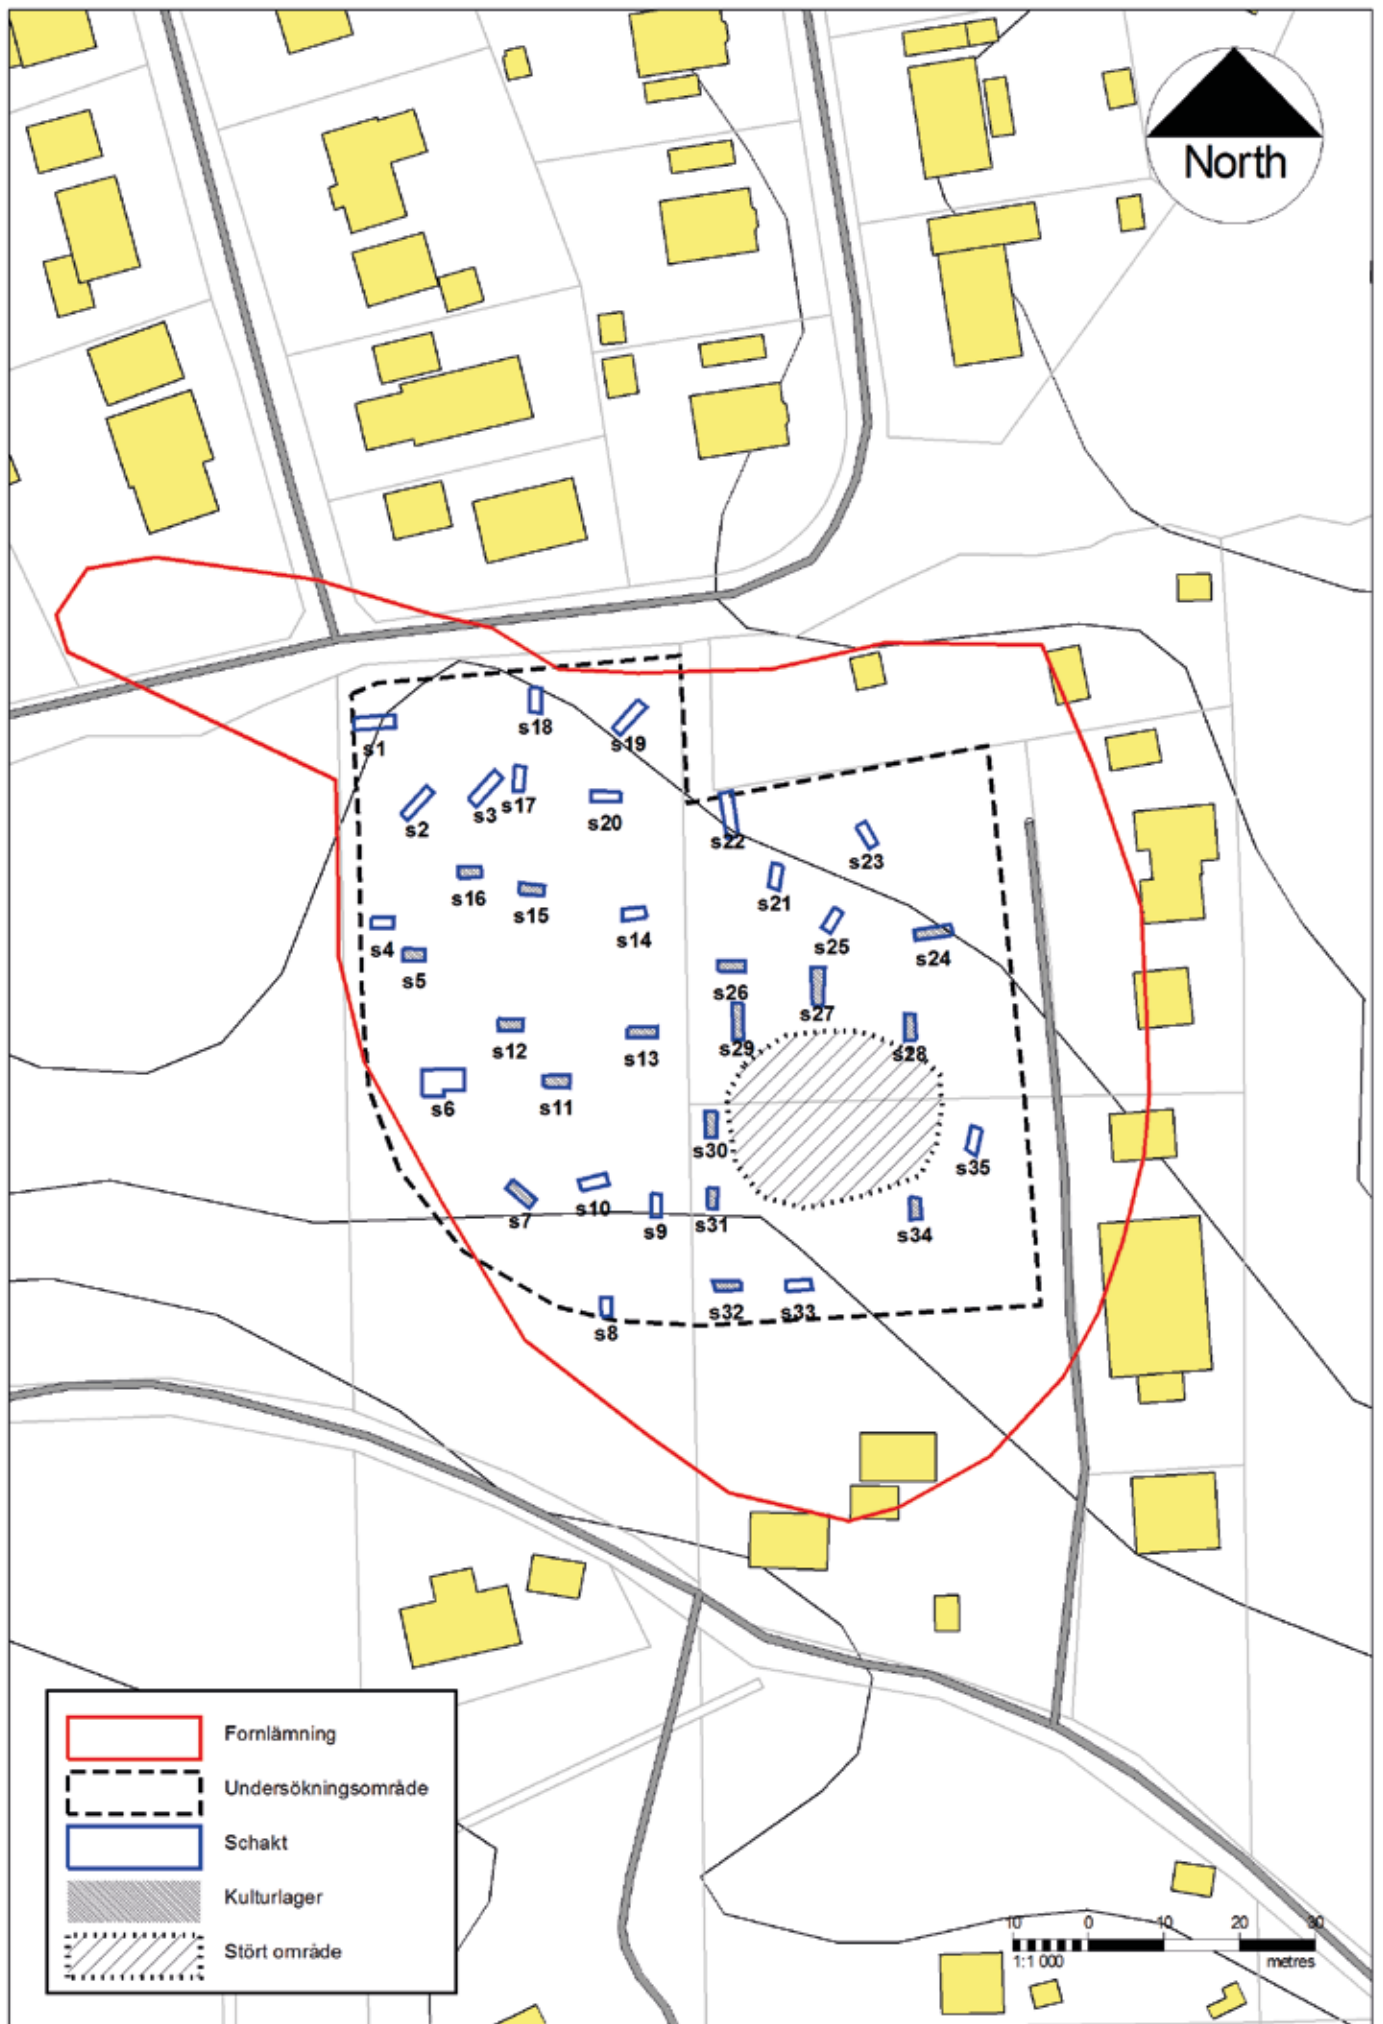 North
s18
s19
s1
s3
s17
s2
s20
s22
s23
s16
s15
s21
s14
s25
s4
s24
s5
s26
s27
s12
s13
s29
s28
s6
s11
s30
s35
s7
s10
s9
s31
s34
s32
s33
s8
Fornlämning
Undersökningsområde
Schakt
Kulturlager
Stört område
10 0 10 20 30
1:1 000 metres